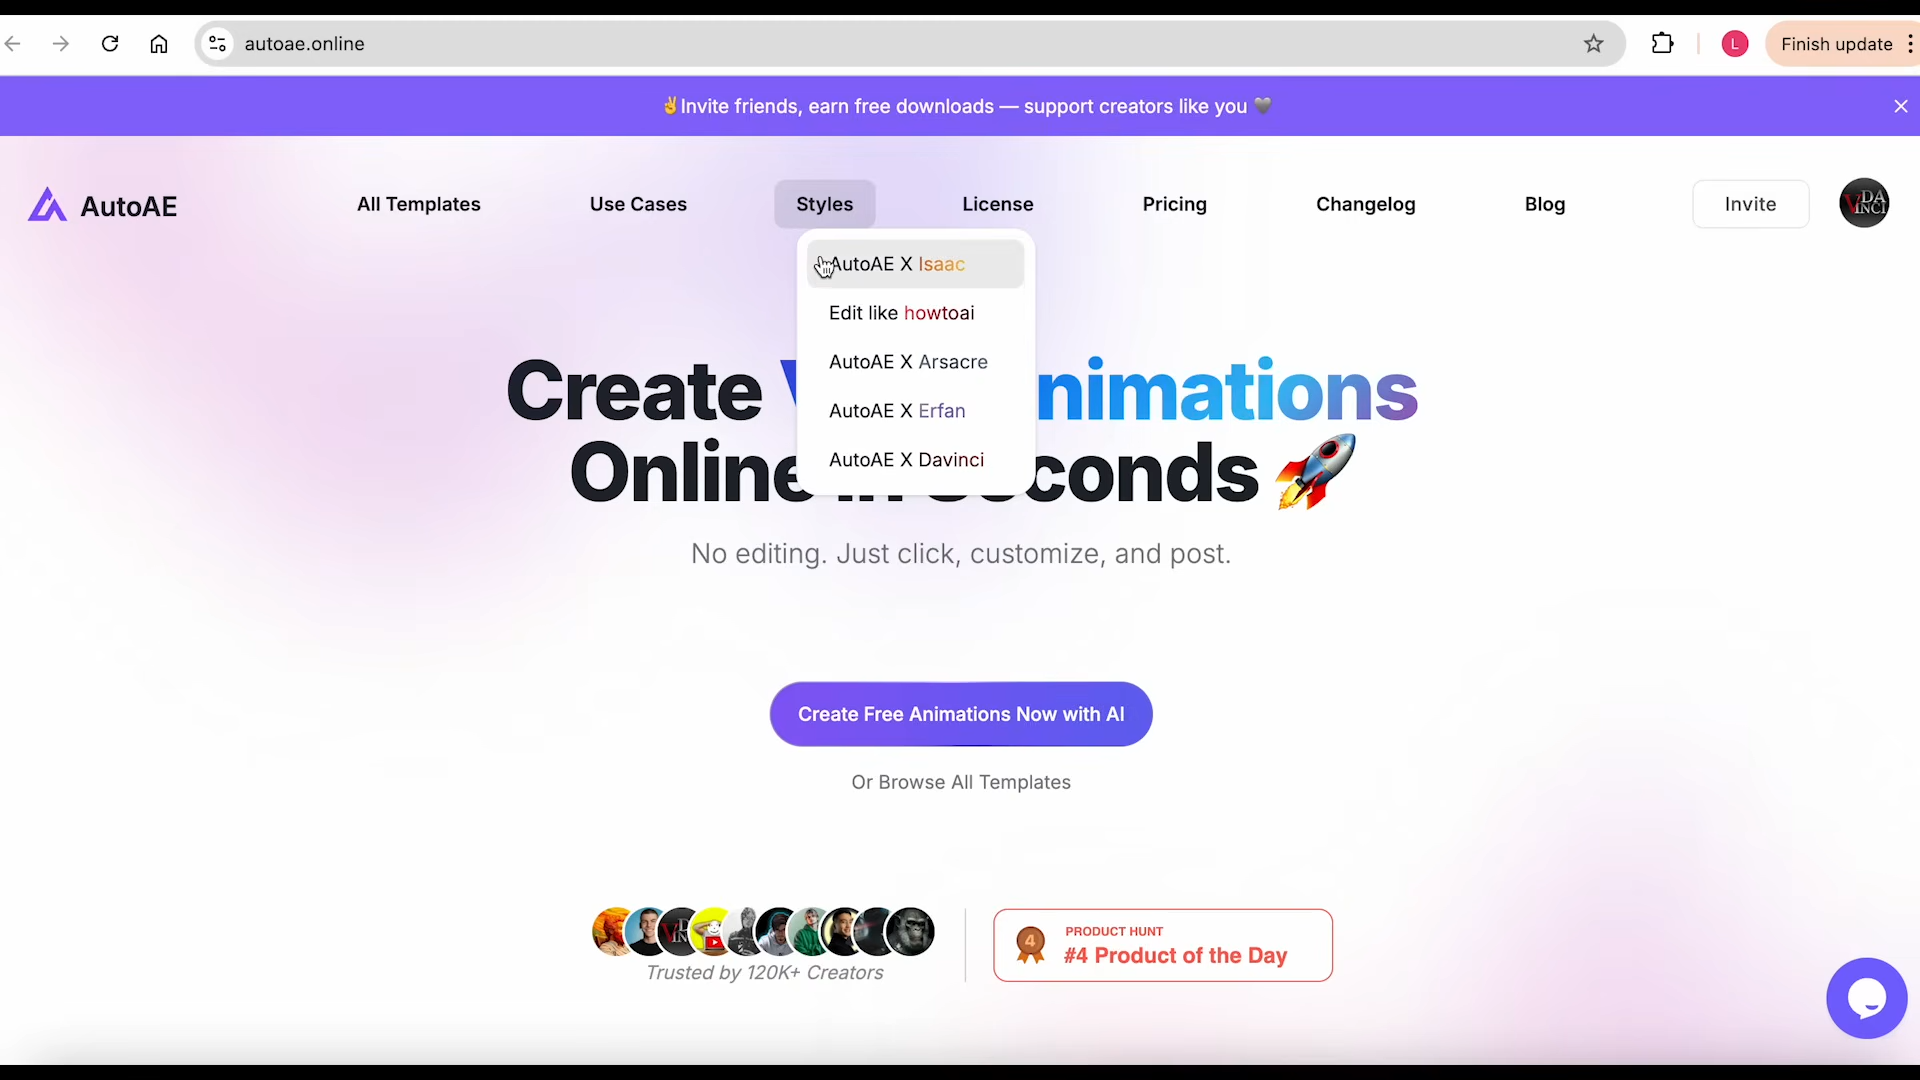 autoae.online
L
Finish update
✌Invite friends, earn free downloads — support creators like you 🖤
AutoAE
All Templates
Use Cases
Styles
License
Pricing
Changelog
Blog
Invite
DA
VINCI
AutoAE X Isaac
Edit like howtoai
AutoAE X Arsacre
AutoAE X Erfan
AutoAE X Davinci
Create nimations
Online conds 🚀
No editing. Just click, customize, and post.
Create Free Animations Now with AI
Or Browse All Templates
Trusted by 120K+ Creators
4
PRODUCT HUNT
#4 Product of the Day